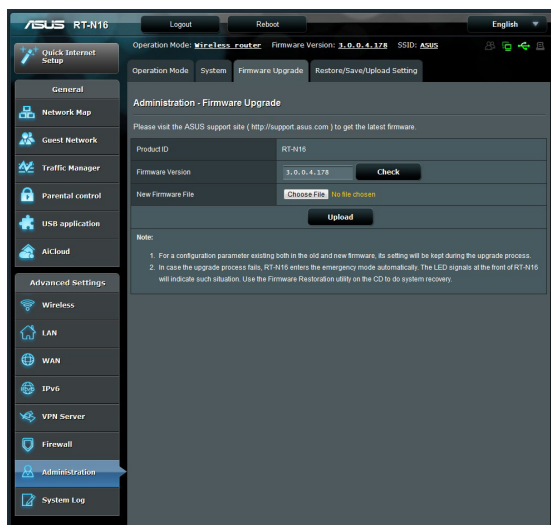 ASUS RT-N16
Logout
Reboot
English
Operation Mode: Wireless router Firmware Version: 3.0.0.4.178 SSID: ASUS
Quick Internet
Setup
General
Network Map
Guest Network
Traffic Manager
Parental control
USB application
AiCloud
Advanced Settings
Wireless
LAN
WAN
IPv6
VPN Server
Firewall
Administration
System Log
Operation Mode
System
Firmware Upgrade
Restore/Save/Upload Setting
Administration - Firmware Upgrade
Please visit the ASUS support site ( http://support.asus.com ) to get the latest firmware.
Product ID RT-N16
Firmware Version 3.0.0.4.178 Check
New Firmware File Choose File No file chosen
Upload
Note:
1. For a configuration parameter existing both in the old and new firmware, its setting will be kept during the upgrade process.
2. In case the upgrade process fails, RT-N16 enters the emergency mode automatically. The LED signals at the front of RT-N16
will indicate such situation. Use the Firmware Restoration utility on the CD to do system recovery.